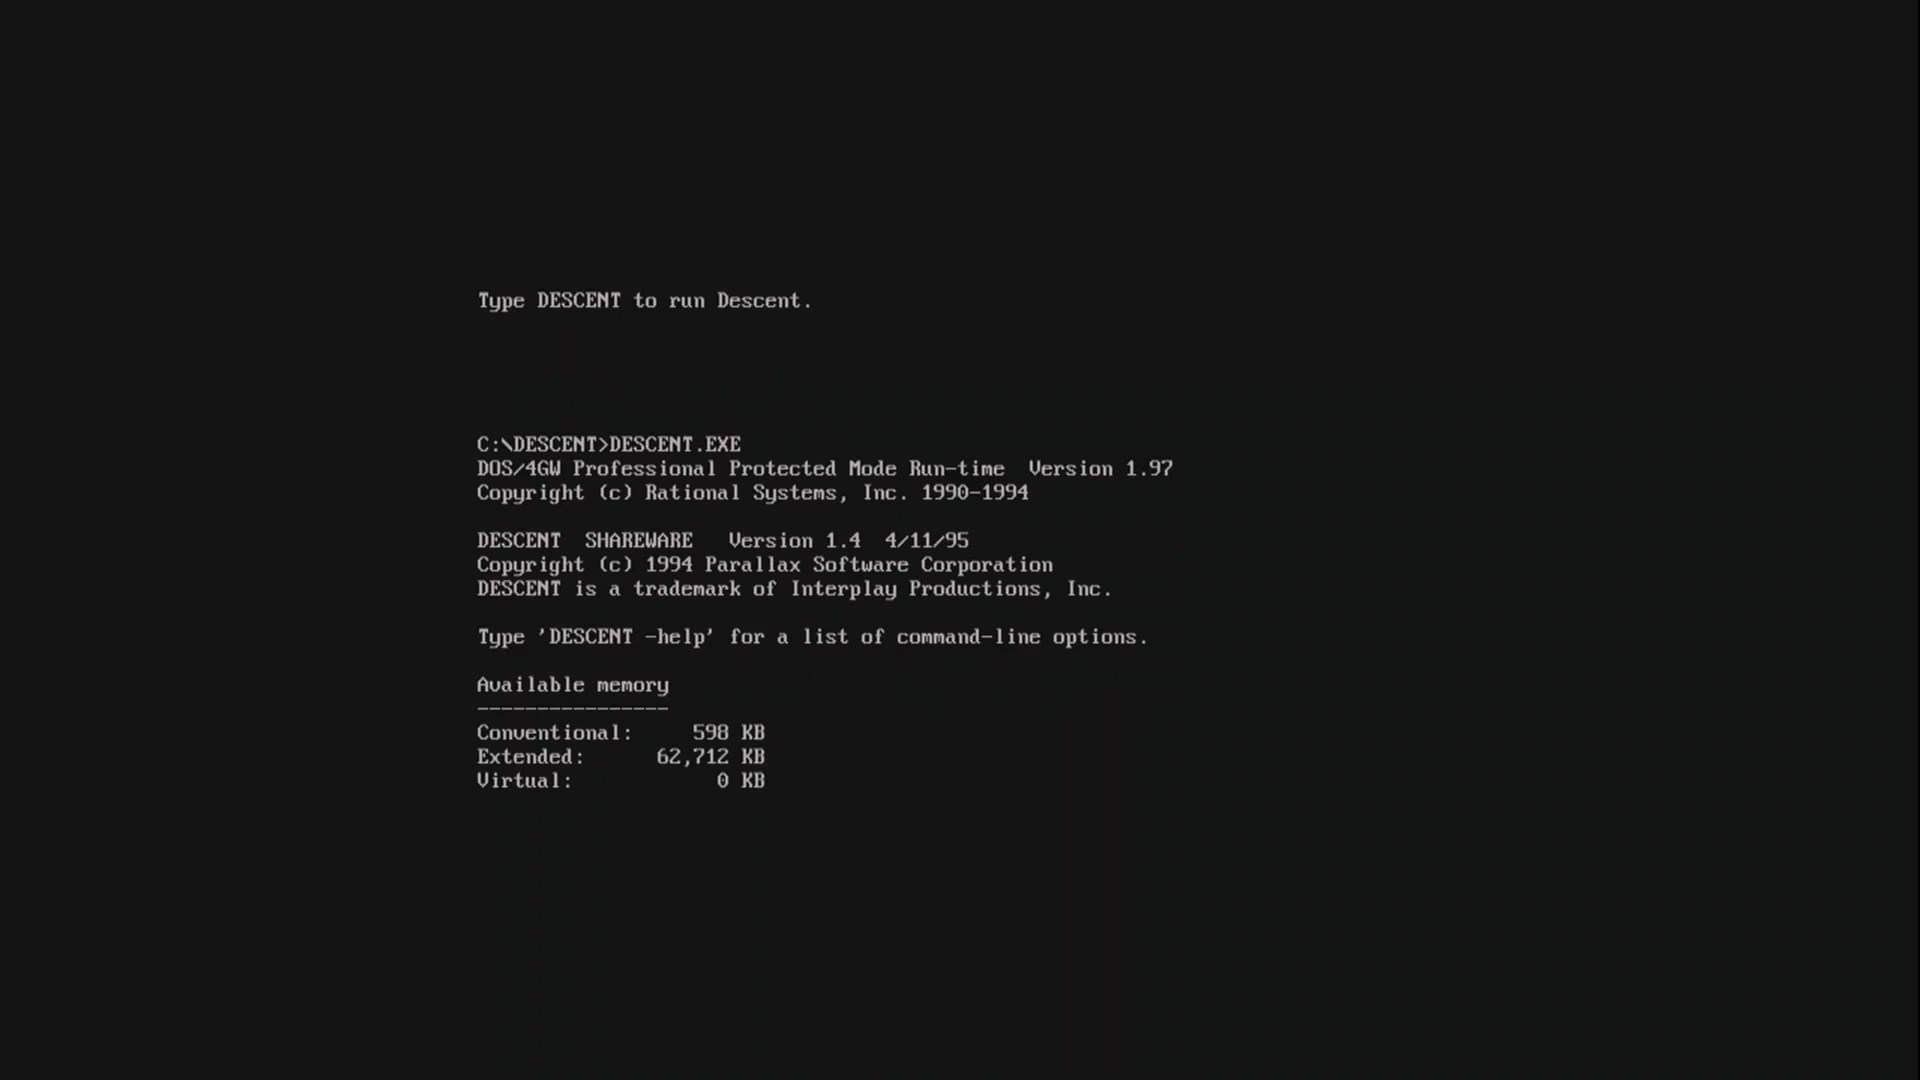 Type DESCENT to run Descent.
C:\DESCENT>DESCENT.EXE
DOS/4GW Professional Protected Mode Run-time  Version 1.97
Copyright (c) Rational Systems, Inc. 1990-1994
DESCENT  SHAREWARE   Version 1.4  4/11/95
Copyright (c) 1994 Parallax Software Corporation
DESCENT is a trademark of Interplay Productions, Inc.
Type 'DESCENT -help' for a list of command-line options.
Available memory
----------------
Conventional:     598 KB
Extended:      62,712 KB
Virtual:            0 KB